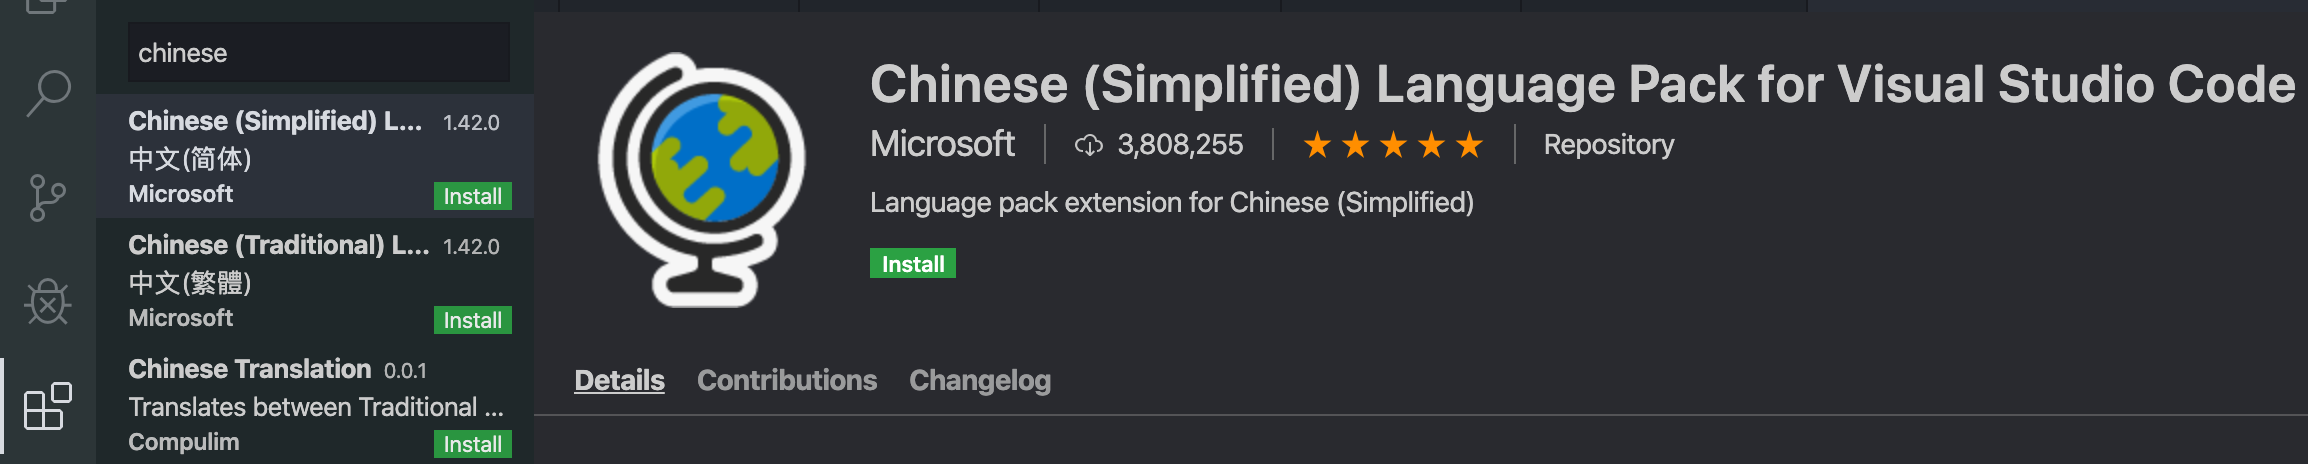 chinese
Chinese (Simplified) L... 1.42.0
中文(简体)
Microsoft Install
Chinese (Traditional) L... 1.42.0
中文(繁體)
Microsoft Install
Chinese Translation 0.0.1
Translates between Traditional ...
Compulim Install
Chinese (Simplified) Language Pack for Visual Studio Code
Microsoft 3,808,255 Repository
Language pack extension for Chinese (Simplified)
Install
Details Contributions Changelog